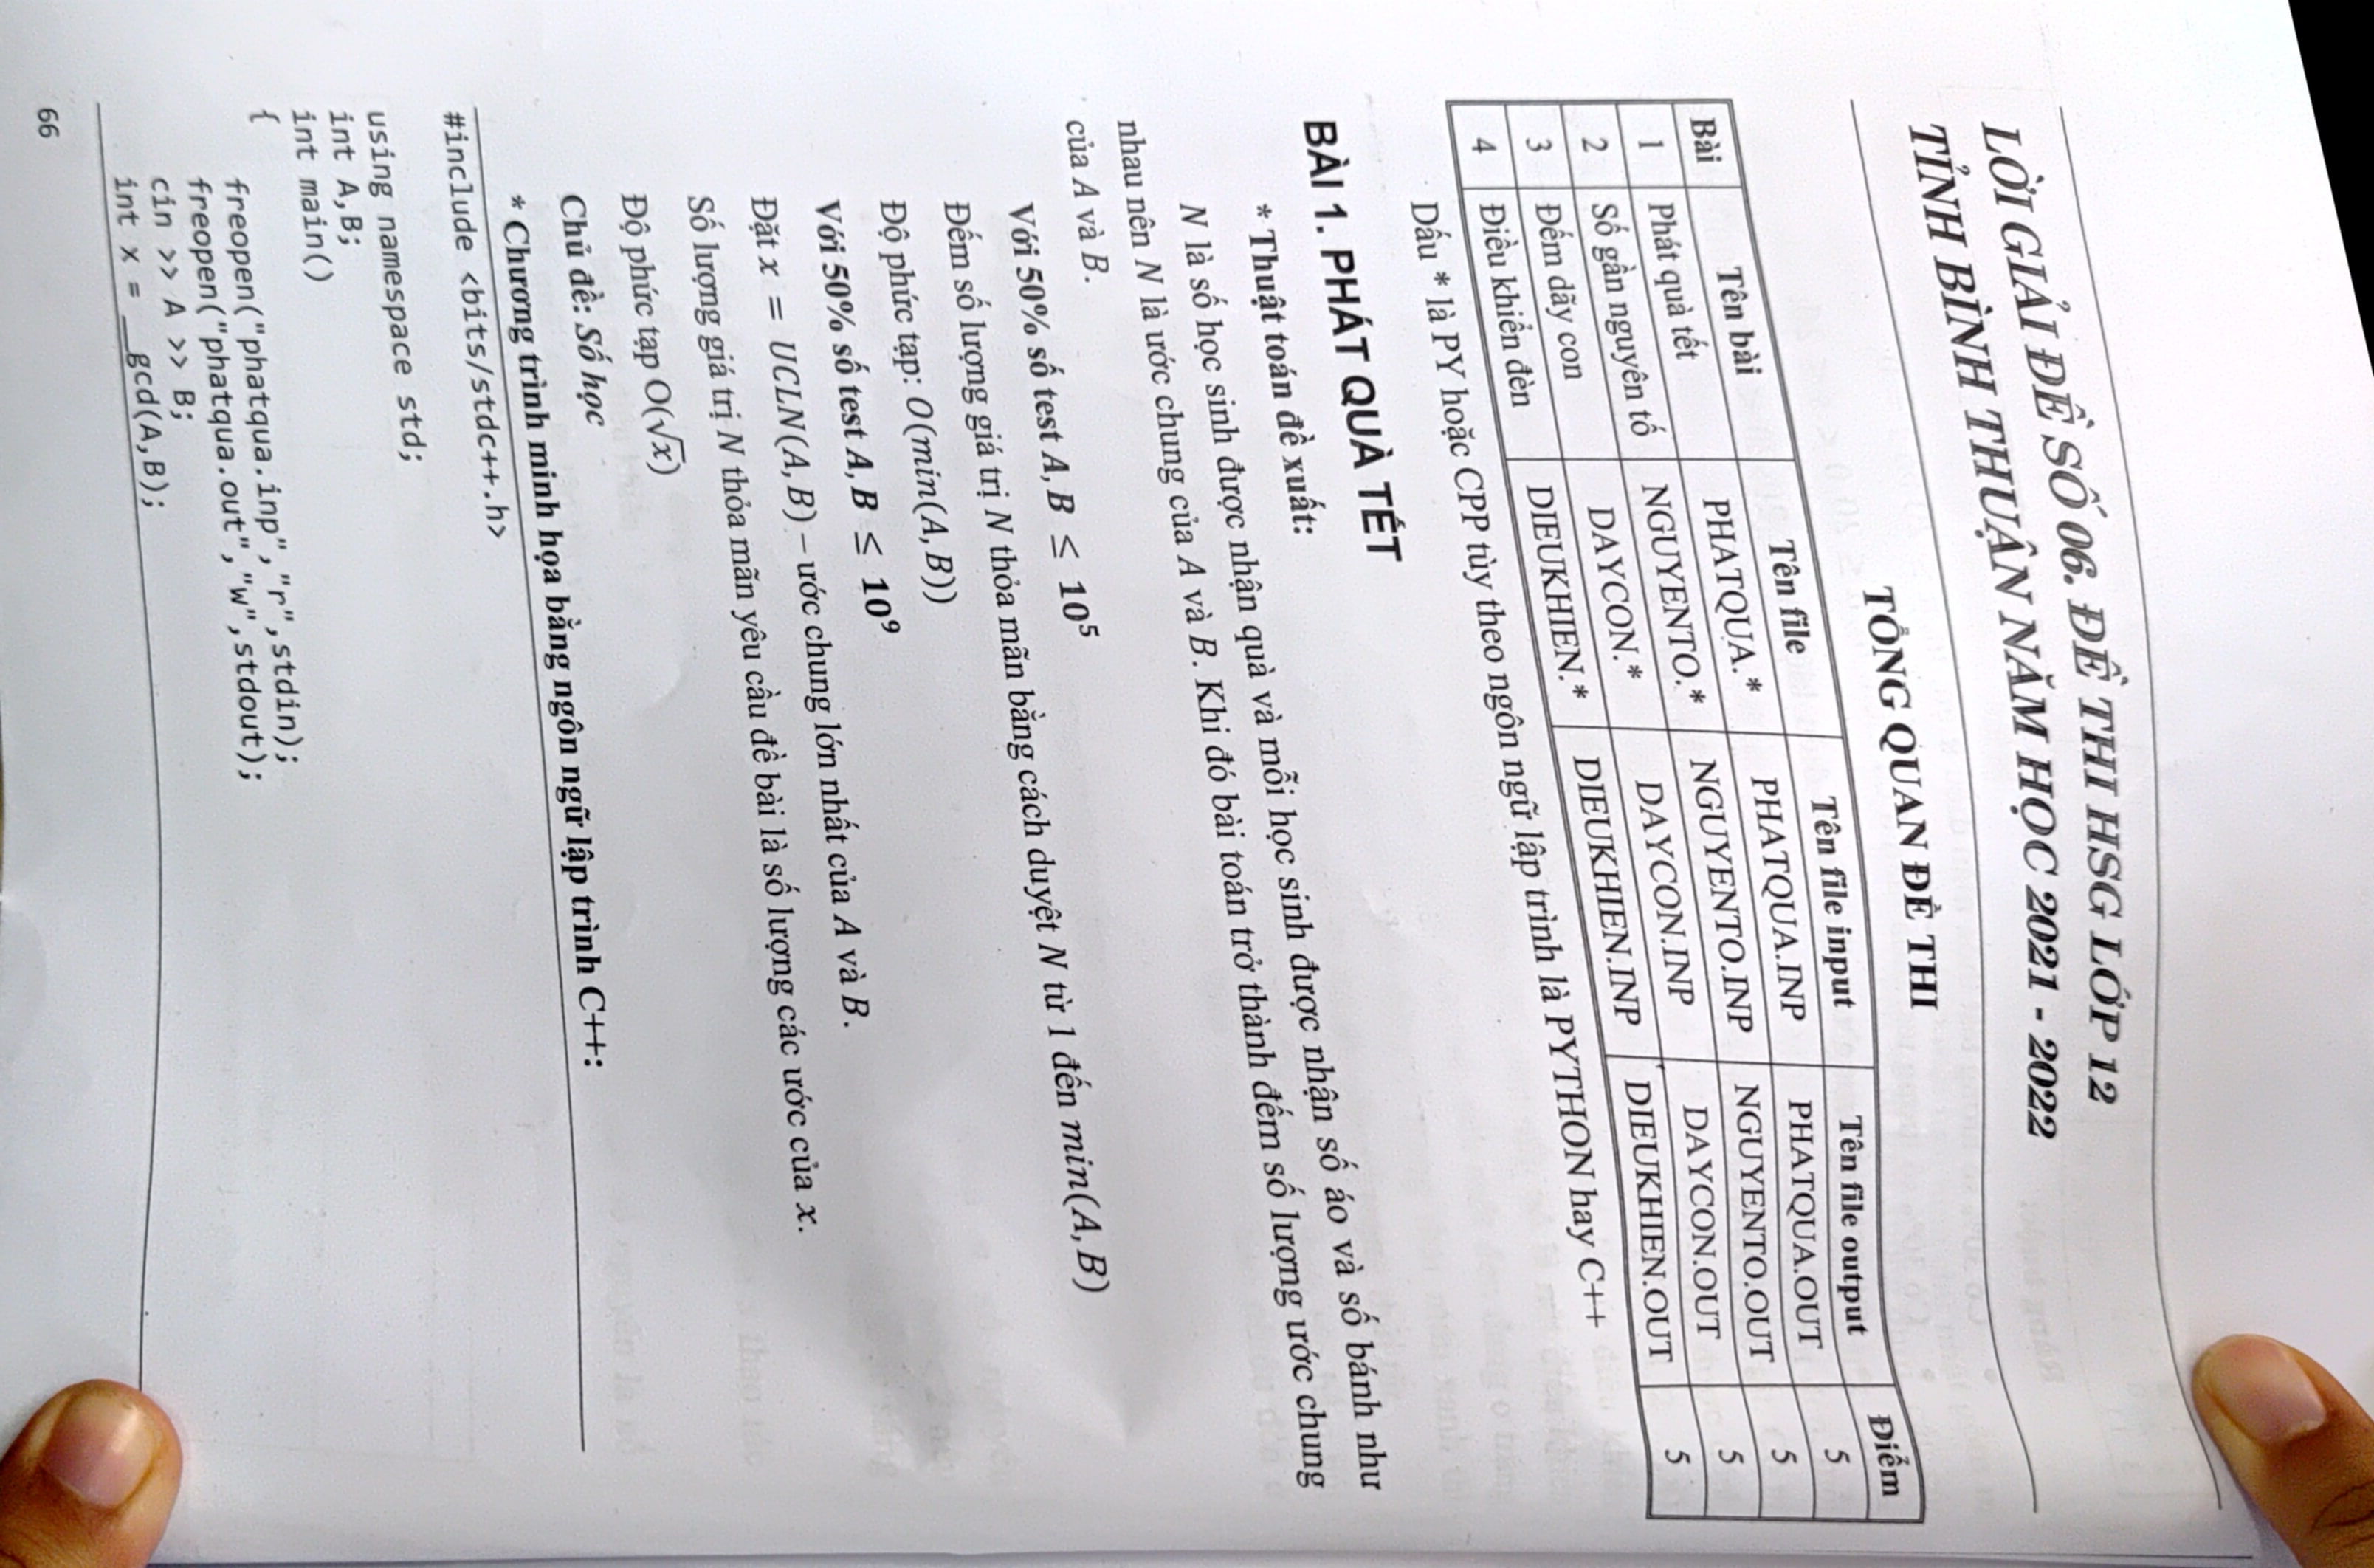 LỜI GIẢI ĐỀ SỐ 06. ĐỀ THI HSG LỚP 12
TỈNH BÌNH THUẬN NĂM HỌC 2021 - 2022
TỔNG QUAN ĐỀ THI
Bài Tên bài Tên file Tên file input Tên file output Điểm
1 Phát quà tết PHATQUA.* PHATQUA.INP PHATQUA.OUT 5
2 Số gần nguyên tố NGUYENTO.* NGUYENTO.INP NGUYENTO.OUT 5
3 Đếm dãy con DAYCON.* DAYCON.INP DAYCON.OUT 5
4 Điều khiển đèn DIEUKHIEN.* DIEUKHIEN.INP DIEUKHIEN.OUT 5
Dấu * là PY hoặc CPP tùy theo ngôn ngữ lập trình là PYTHON hay C++
BÀI 1. PHÁT QUÀ TẾT
* Thuật toán đề xuất:
N là số học sinh được nhận quà và mỗi học sinh được nhận số áo và số bánh như
nhau nên N là ước chung của A và B. Khi đó bài toán trở thành đếm số lượng ước chung
của A và B.
Với 50% số test A, B ≤ 10⁵
Đếm số lượng giá trị N thỏa mãn bằng cách duyệt N từ 1 đến min(A, B)
Độ phức tạp: O(min(A, B))
Với 50% số test A, B ≤ 10⁹
Đặt x = UCLN(A, B) – ước chung lớn nhất của A và B.
Số lượng giá trị N thỏa mãn yêu cầu đề bài là số lượng các ước của x.
Độ phức tạp O(√x)
Chủ đề: Số học
* Chương trình minh họa bằng ngôn ngữ lập trình C++:
#include <bits/stdc++.h>
using namespace std;
int A,B;
int main()
{
freopen("phatqua.inp","r",stdin);
freopen("phatqua.out","w",stdout);
cin >> A >> B;
int x = __gcd(A,B);
66